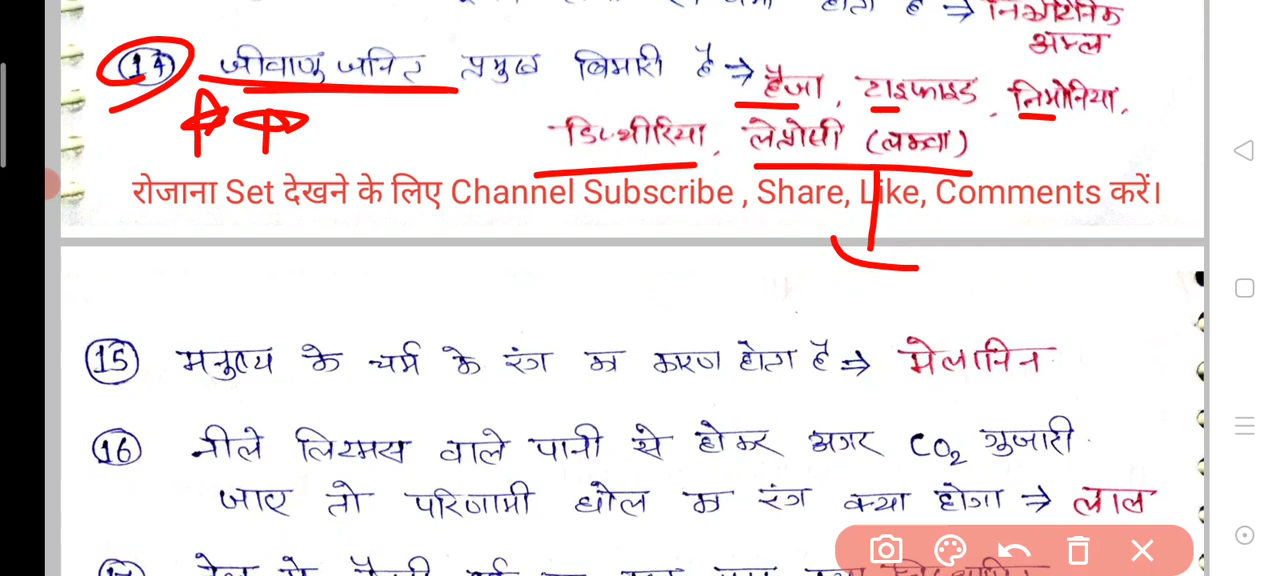 होता है ⇒ निकोटिनिक
अम्ल
(14) जीवाणु जनित प्रमुख बिमारी है → हैजा, टाइफाइड, निमोनिया,
डिप्थीरिया, लेप्रोसी (लकवा)
रोजाना Set देखने के लिए Channel Subscribe , Share, Like, Comments करें।
(15) मनुष्य के चर्म के रंग का कारण होता है ⇒ मेलानिन
(16) नीले लिटमस वाले पानी से होकर अगर CO₂ गुजारी
जाए तो परिणामी घोल का रंग क्या होगा ⇒ लाल